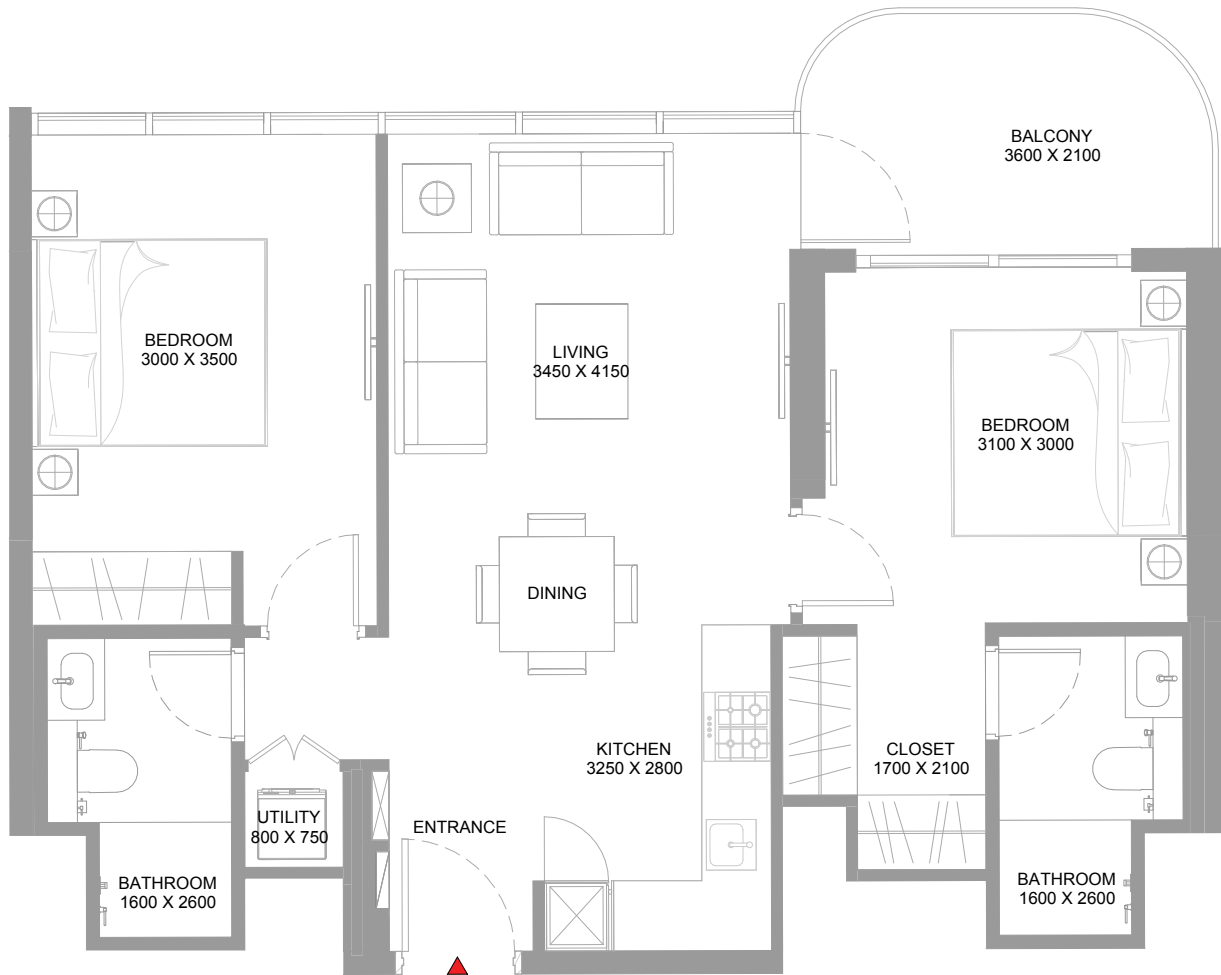 BALCONY
3600 X 2100
BEDROOM
3000 X 3500
LIVING
3450 X 4150
BEDROOM
3100 X 3000
DINING
KITCHEN
3250 X 2800
CLOSET
1700 X 2100
UTILITY
800 X 750
ENTRANCE
BATHROOM
1600 X 2600
BATHROOM
1600 X 2600